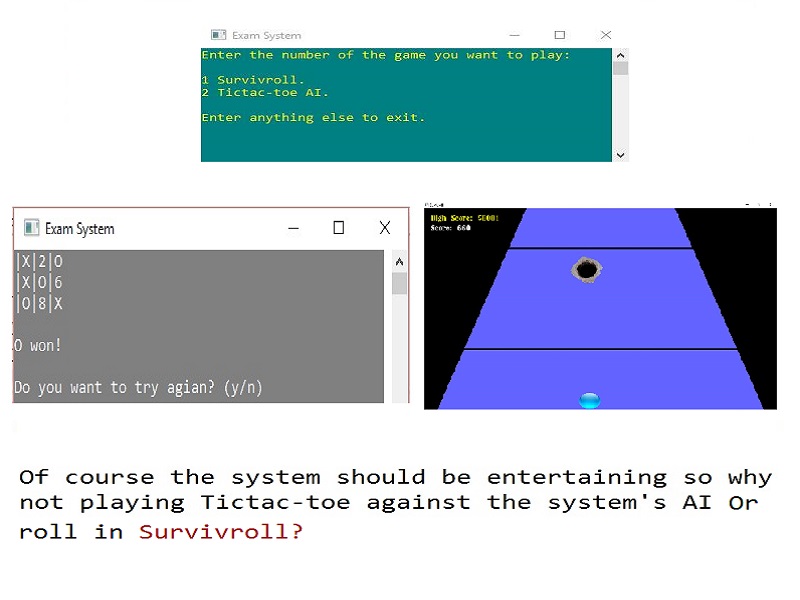 Exam System
Enter the number of the game you want to play:
1 Survivroll.
2 Tictac-toe AI.
Enter anything else to exit.
Exam System
|X|2|O
|X|O|6
|O|8|X
O won!
Do you want to try agian? (y/n)
High Score:
Score: 660
Of course the system should be entertaining so why
not playing Tictac-toe against the system's AI Or
roll in Survivroll?